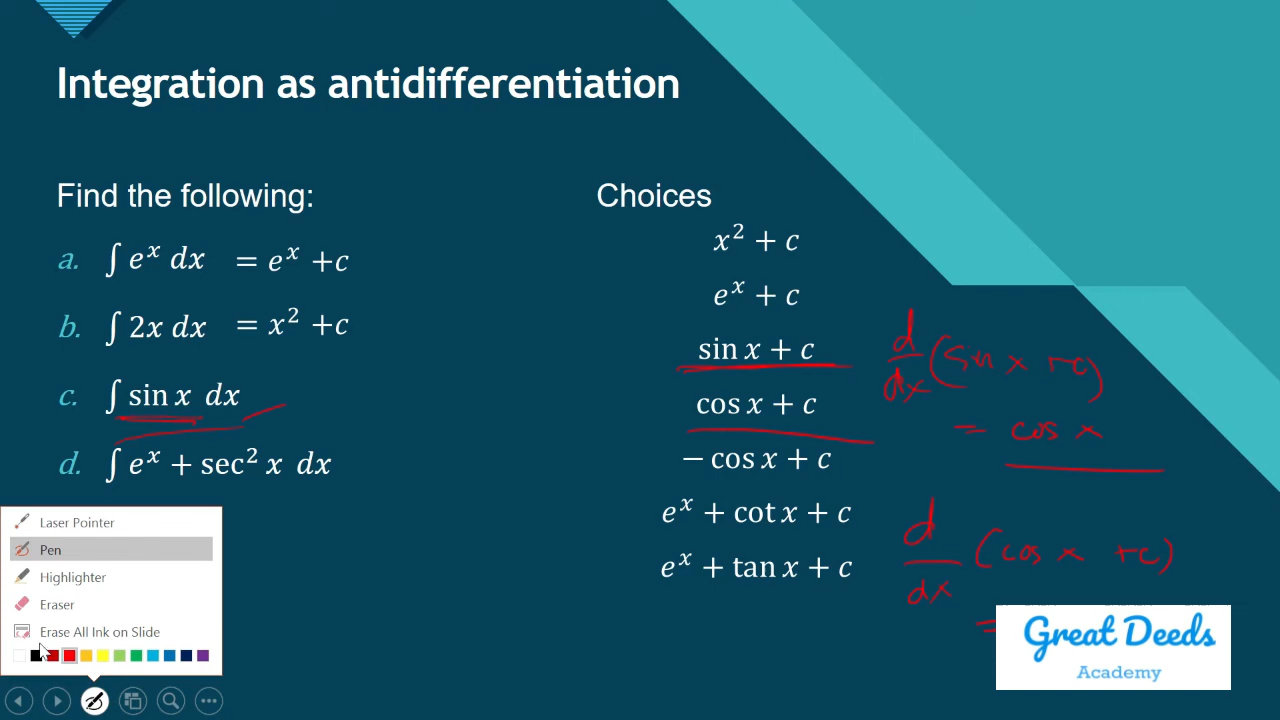 Integration as antidifferentiation
Find the following:
a. ∫ eˣ dx = eˣ + c
b. ∫ 2x dx = x² + c
c. ∫ sin x dx
d. ∫ eˣ + sec² x dx
Choices
x² + c
eˣ + c
sin x + c
cos x + c
− cos x + c
eˣ + cot x + c
eˣ + tan x + c
d/dx (sin x + c)
= cos x
d/dx (cos x + c)
=
Laser Pointer
Pen
Highlighter
Eraser
Erase All Ink on Slide
Great Deeds
Academy